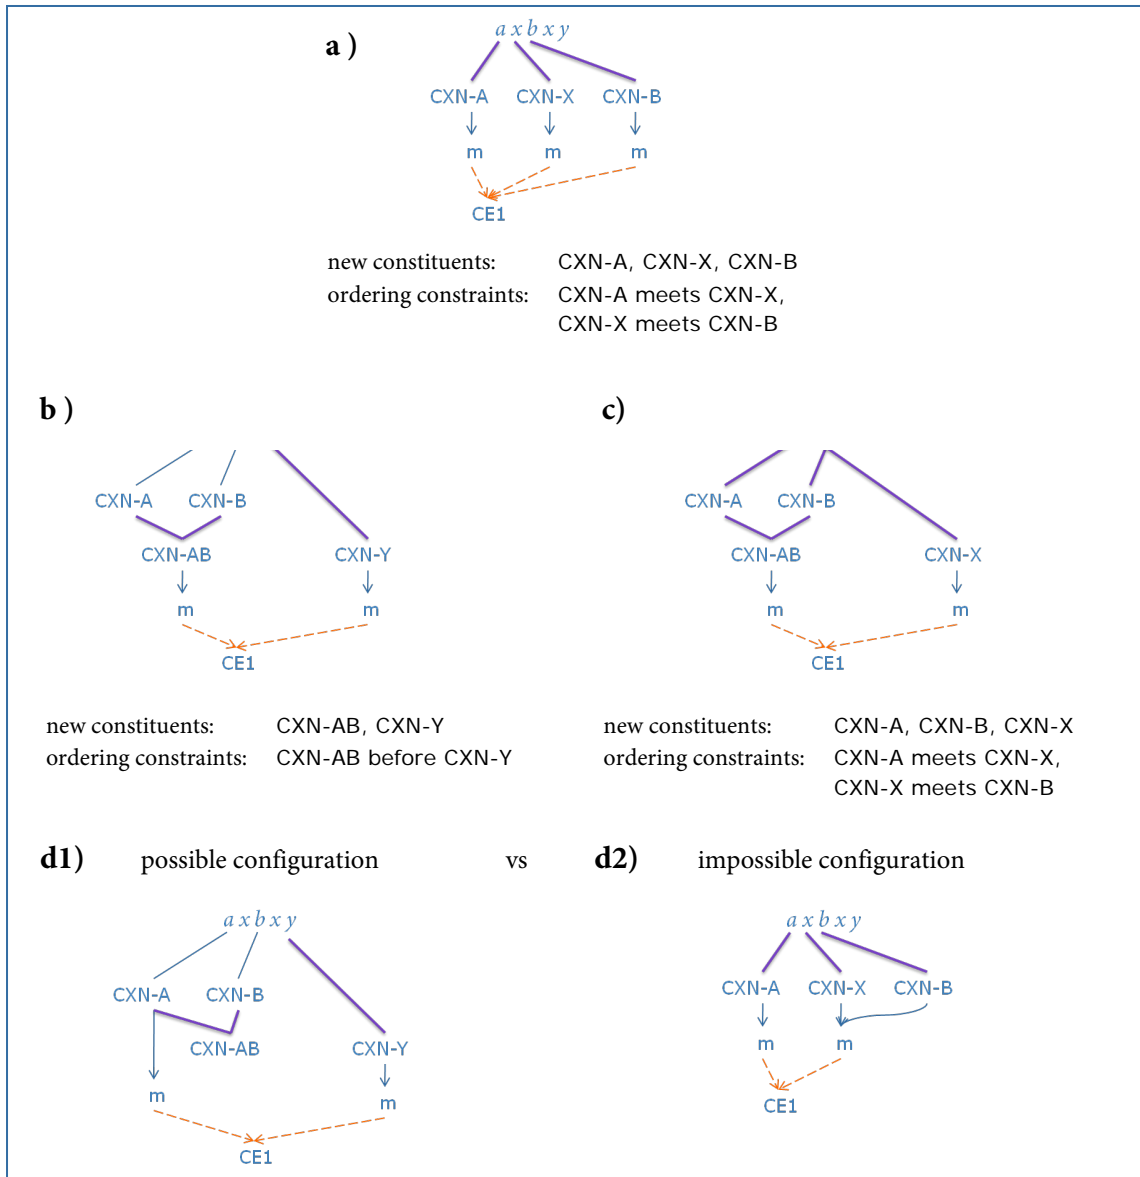 a )
a x b x y
CXN-A CXN-X CXN-B
m m m
CE1
new constituents: CXN-A, CXN-X, CXN-B
ordering constraints: CXN-A meets CXN-X,
CXN-X meets CXN-B
b )
CXN-A CXN-B
CXN-AB CXN-Y
m m
CE1
new constituents: CXN-AB, CXN-Y
ordering constraints: CXN-AB before CXN-Y
c)
CXN-A CXN-B
CXN-AB CXN-X
m m
CE1
new constituents: CXN-A, CXN-B, CXN-X
ordering constraints: CXN-A meets CXN-X,
CXN-X meets CXN-B
d1) possible configuration vs d2) impossible configuration
a x b x y
CXN-A CXN-B
CXN-AB CXN-Y
m m
CE1
a x b x y
CXN-A CXN-X CXN-B
m m
CE1